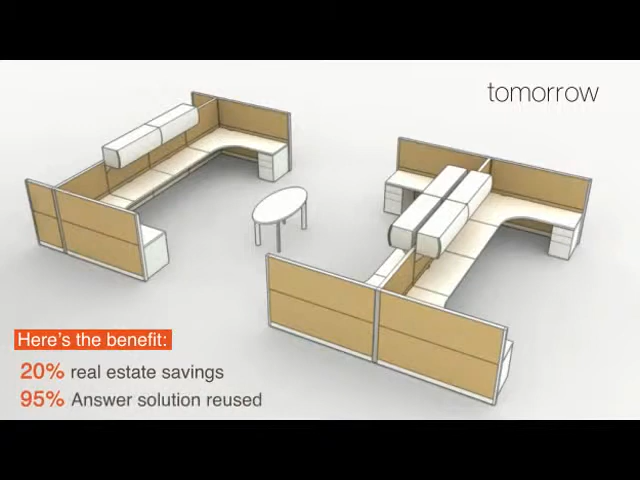 tomorrow
Here's the benefit:
20% real estate savings
95% Answer solution reused